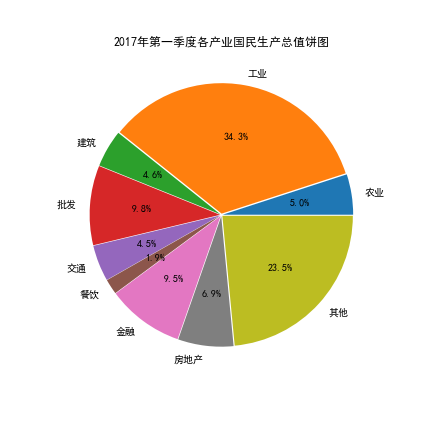 2017年第一季度各产业国民生产总值饼图
工业
34.3%
建筑
4.6%
农业
5.0%
批发
9.8%
交通
4.5%
餐饮
1.9%
金融
9.5%
房地产
6.9%
其他
23.5%